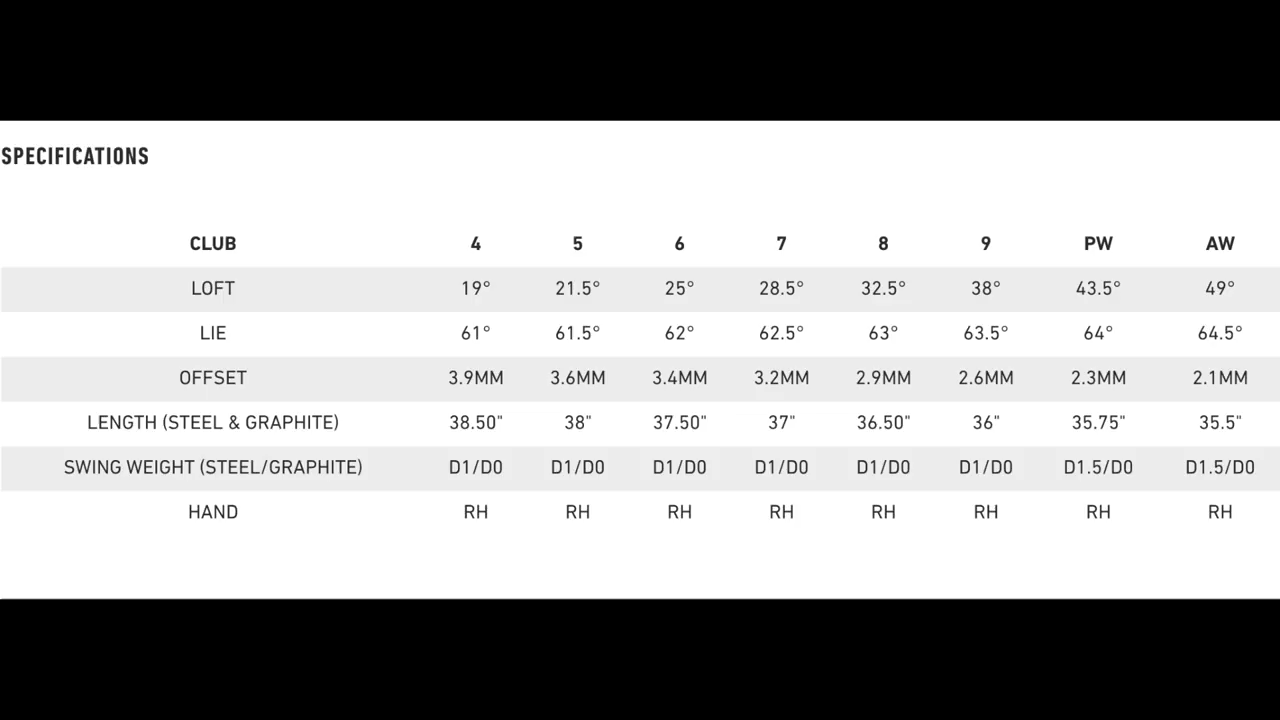 SPECIFICATIONS
CLUB 4 5 6 7 8 9 PW AW
LOFT 19° 21.5° 25° 28.5° 32.5° 38° 43.5° 49°
LIE 61° 61.5° 62° 62.5° 63° 63.5° 64° 64.5°
OFFSET 3.9MM 3.6MM 3.4MM 3.2MM 2.9MM 2.6MM 2.3MM 2.1MM
LENGTH (STEEL & GRAPHITE) 38.50" 38" 37.50" 37" 36.50" 36" 35.75" 35.5"
SWING WEIGHT (STEEL/GRAPHITE) D1/D0 D1/D0 D1/D0 D1/D0 D1/D0 D1/D0 D1.5/D0 D1.5/D0
HAND RH RH RH RH RH RH RH RH